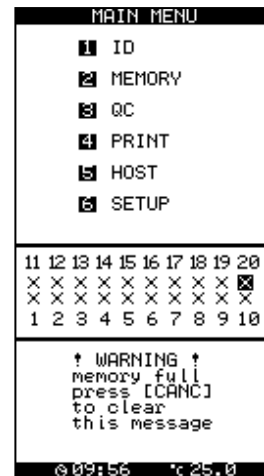 MAIN MENU
1 ID
2 MEMORY
3 QC
4 PRINT
5 HOST
6 SETUP
11 12 13 14 15 16 17 18 19 20
X X X X X X X X X X
X X X X X X X X X X
1 2 3 4 5 6 7 8 9 10
! WARNING !
memory full
press [CANC]
to clear
this message
09:56 °C 25.0